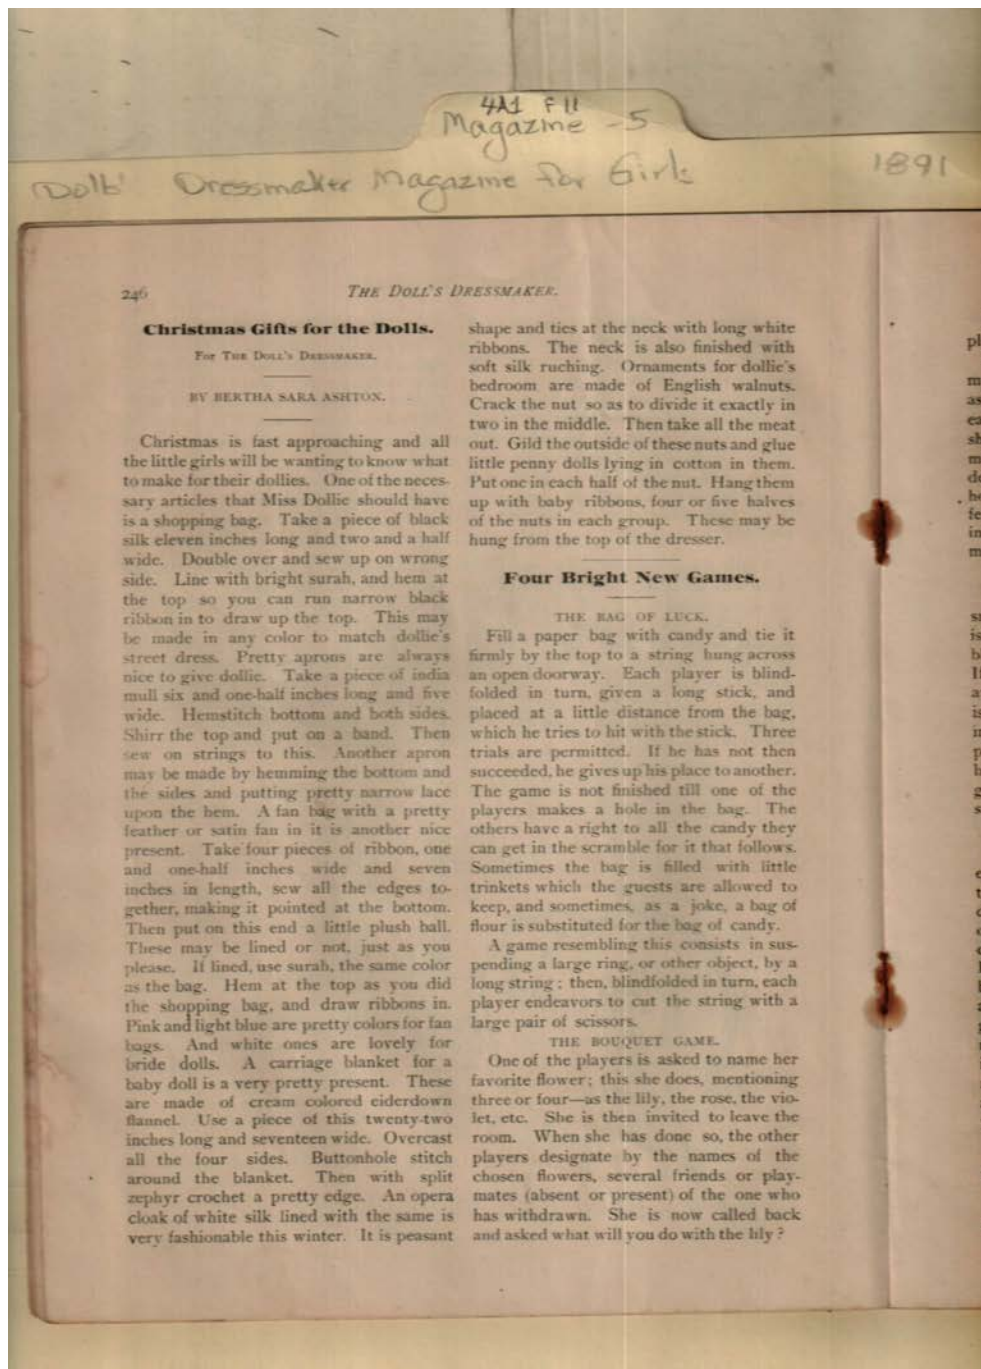 4A1 F11
Magazine - 5
Dolls' Dressmaker Magazine for Girls 1891
246 THE DOLL'S DRESSMAKER.
Christmas Gifts for the Dolls.
For THE DOLL'S DRESSMAKER.
BY BERTHA SARA ASHTON.
Christmas is fast approaching and all
the little girls will be wanting to know what
to make for their dollies. One of the neces-
sary articles that Miss Dollie should have
is a shopping bag. Take a piece of black
silk eleven inches long and two and a half
wide. Double over and sew up on wrong
side. Line with bright surah, and hem at
the top so you can run narrow black
ribbon in to draw up the top. This may
be made in any color to match dollie's
street dress. Pretty aprons are always
nice to give dollie. Take a piece of india
mull six and one-half inches long and five
wide. Hemstitch bottom and both sides.
Shirr the top and put on a band. Then
sew on strings to this. Another apron
may be made by hemming the bottom and
the sides and putting pretty narrow lace
upon the hem. A fan bag with a pretty
feather or satin fan in it is another nice
present. Take four pieces of ribbon, one
and one-half inches wide and seven
inches in length, sew all the edges to-
gether, making it pointed at the bottom.
Then put on this end a little plush ball.
These may be lined or not, just as you
please. If lined, use surah, the same color
as the bag. Hem at the top as you did
the shopping bag, and draw ribbons in.
Pink and light blue are pretty colors for fan
bags. And white ones are lovely for
bride dolls. A carriage blanket for a
baby doll is a very pretty present. These
are made of cream colored eiderdown
flannel. Use a piece of this twenty-two
inches long and seventeen wide. Overcast
all the four sides. Buttonhole stitch
around the blanket. Then with split
zephyr crochet a pretty edge. An opera
cloak of white silk lined with the same is
very fashionable this winter. It is peasant
shape and ties at the neck with long white
ribbons. The neck is also finished with
soft silk ruching. Ornaments for dollie's
bedroom are made of English walnuts.
Crack the nut so as to divide it exactly in
two in the middle. Then take all the meat
out. Gild the outside of these nuts and glue
little penny dolls lying in cotton in them.
Put one in each half of the nut. Hang them
up with baby ribbons, four or five halves
of the nuts in each group. These may be
hung from the top of the dresser.
Four Bright New Games.
THE BAG OF LUCK.
Fill a paper bag with candy and tie it
firmly by the top to a string hung across
an open doorway. Each player is blind-
folded in turn, given a long stick, and
placed at a little distance from the bag,
which he tries to hit with the stick. Three
trials are permitted. If he has not then
succeeded, he gives up his place to another.
The game is not finished till one of the
players makes a hole in the bag. The
others have a right to all the candy they
can get in the scramble for it that follows.
Sometimes the bag is filled with little
trinkets which the guests are allowed to
keep, and sometimes, as a joke, a bag of
flour is substituted for the bag of candy.
A game resembling this consists in sus-
pending a large ring, or other object, by a
long string; then, blindfolded in turn, each
player endeavors to cut the string with a
large pair of scissors.
THE BOUQUET GAME.
One of the players is asked to name her
favorite flower; this she does, mentioning
three or four—as the lily, the rose, the vio-
let, etc. She is then invited to leave the
room. When she has done so, the other
players designate by the names of the
chosen flowers, several friends or play-
mates (absent or present) of the one who
has withdrawn. She is now called back
and asked what will you do with the lily?